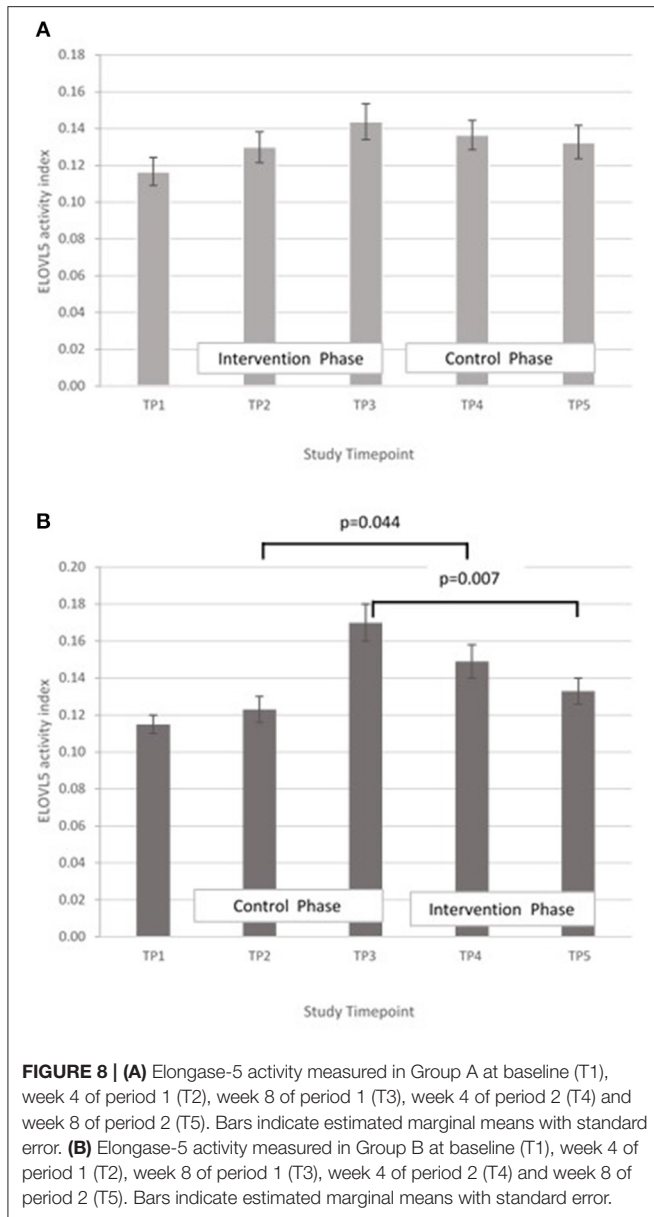 A
0.18
0.16
0.14
0.12
0.10
0.08
0.06
0.04
0.02
0.00
ELOVL5 activity index
Intervention Phase Control Phase
TP1 TP2 TP3 TP4 TP5
Study Timepoint
B
p=0.044
p=0.007
0.20
0.18
0.16
0.14
0.12
0.10
0.08
0.06
0.04
0.02
0.00
ELOVL5 activity index
Control Phase Intervention Phase
TP1 TP2 TP3 TP4 TP5
Study Timepoint
FIGURE 8 | (A) Elongase-5 activity measured in Group A at baseline (T1),
week 4 of period 1 (T2), week 8 of period 1 (T3), week 4 of period 2 (T4) and
week 8 of period 2 (T5). Bars indicate estimated marginal means with standard
error. (B) Elongase-5 activity measured in Group B at baseline (T1), week 4 of
period 1 (T2), week 8 of period 1 (T3), week 4 of period 2 (T4) and week 8 of
period 2 (T5). Bars indicate estimated marginal means with standard error.